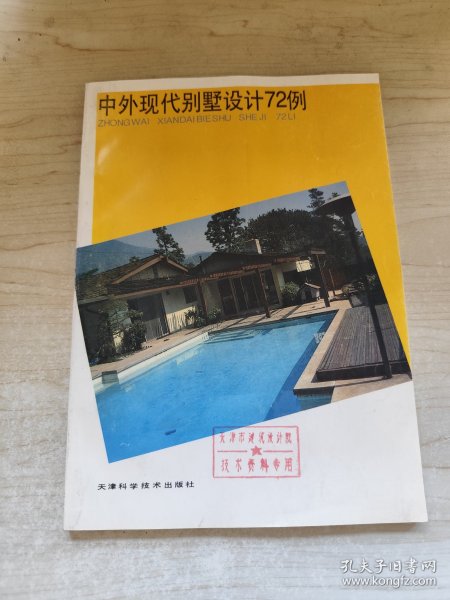 中外现代别墅设计72例
ZHONGWAI XIANDAIBIESHU SHEJI 72LI
天津市建筑设计院
技术资料专用
天津科学技术出版社
孔夫子旧书网
www.kongfz.com